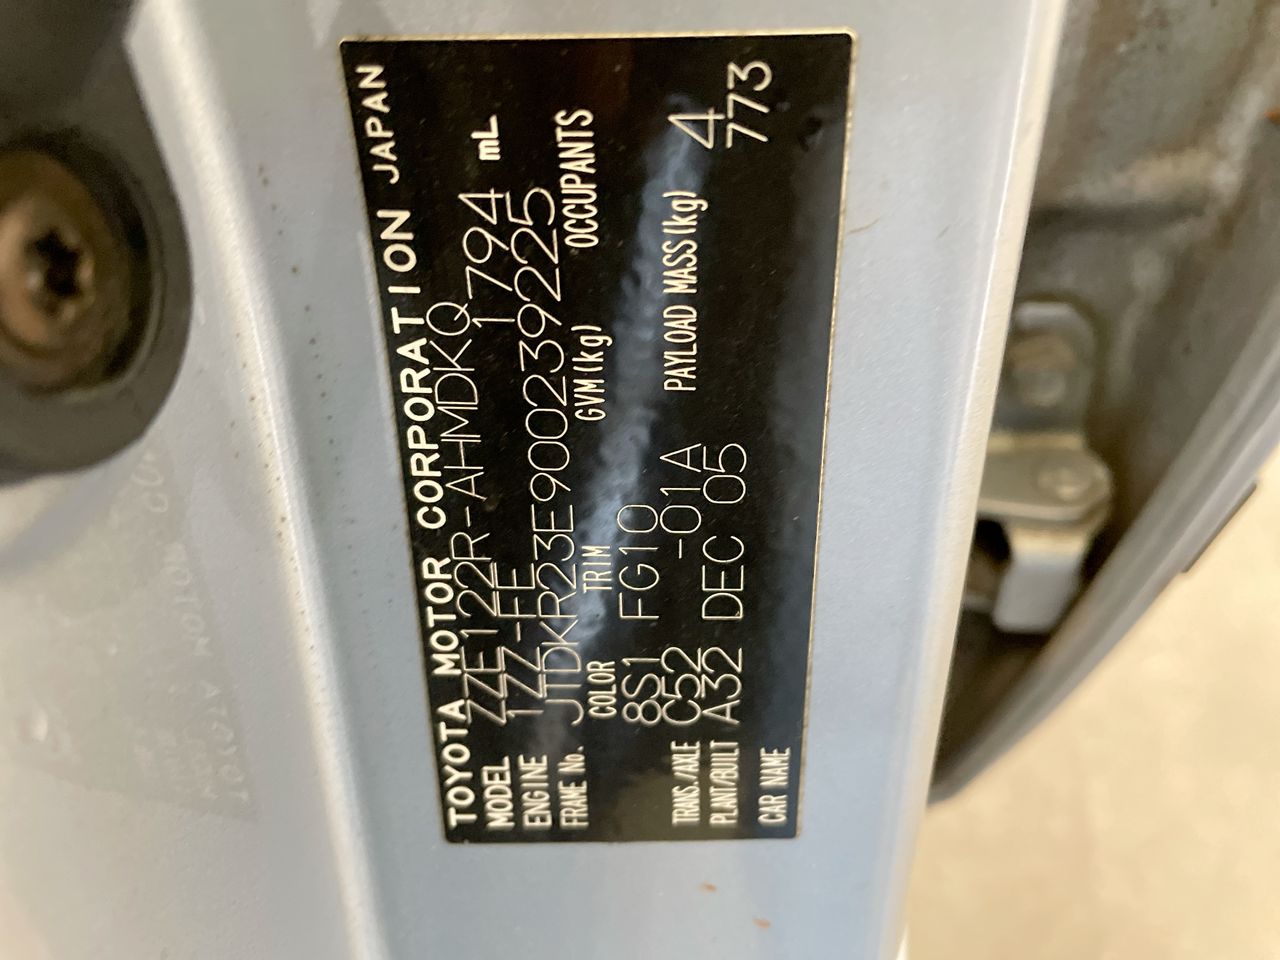 TOYOTA MOTOR CORPORATION JAPAN
MODEL ZZE122R-AHMDKQ
ENGINE 1ZZ-FE 1794 mL
FRAME No. JTDKR23E900239225
COLOR TRIM GVM(kg) OCCUPANTS
8S1 FG10 4
TRANS./AXLE C52 -01A PAYLOAD MASS(kg) 773
PLANT/BUILT A32 DEC 05
CAR NAME